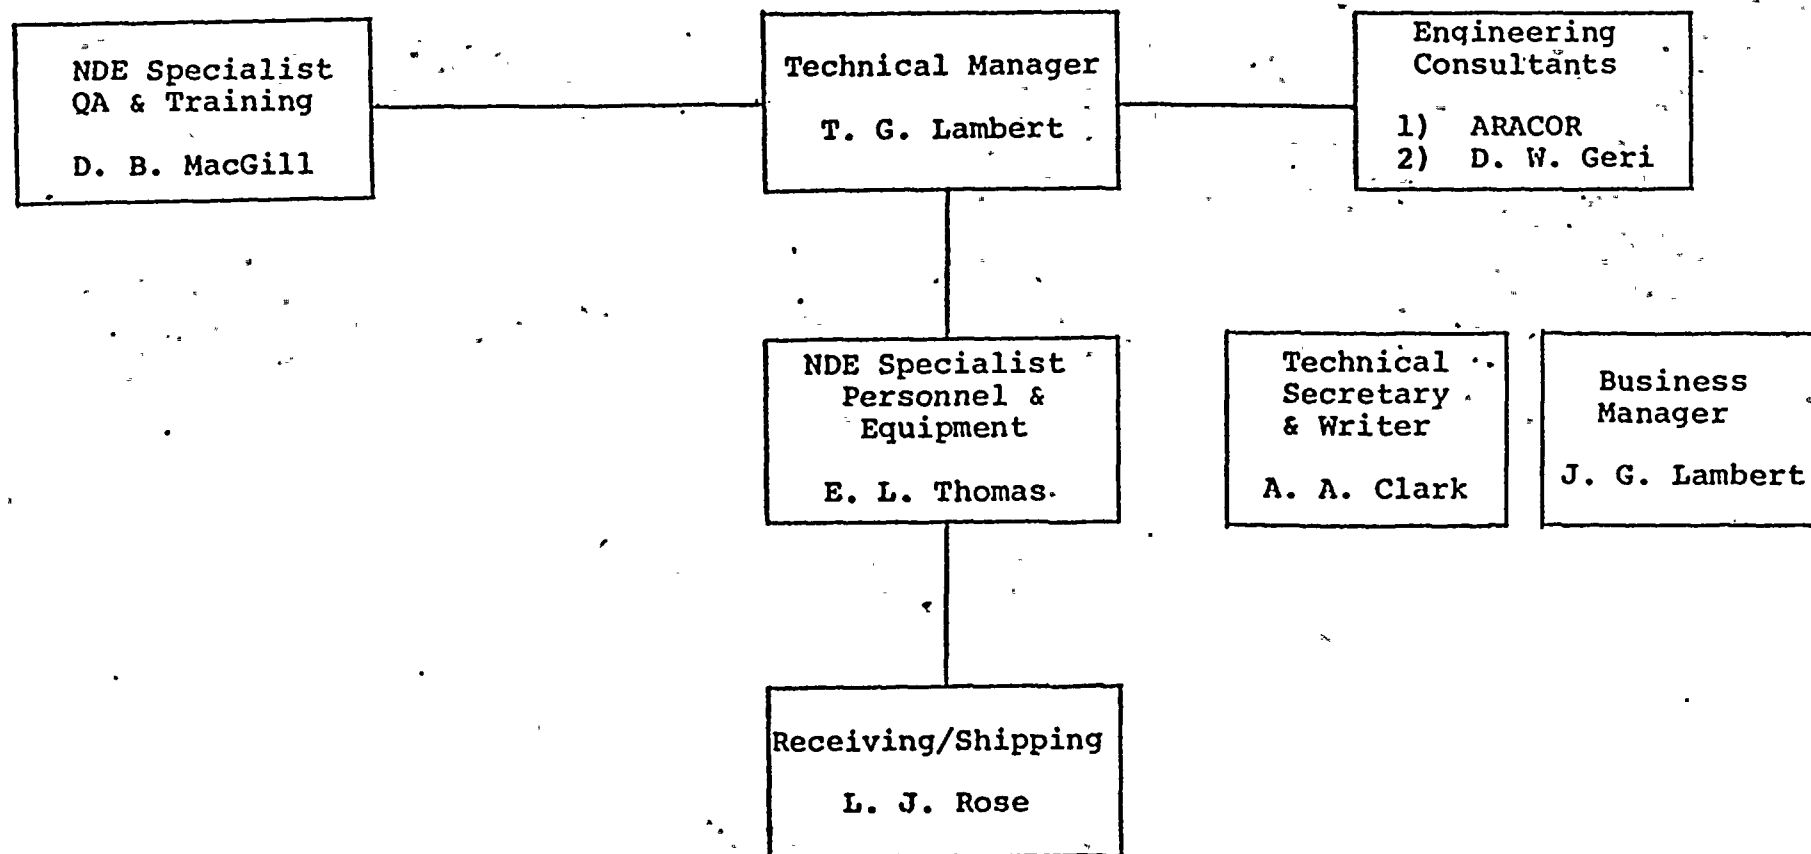 NDE Specialist
QA & Training
D. B. MacGill
Technical Manager
T. G. Lambert
Engineering
Consultants
1) ARACOR
2) D. W. Geri
NDE Specialist
Personnel &
Equipment
E. L. Thomas
Technical
Secretary
& Writer
A. A. Clark
Business
Manager
J. G. Lambert
Receiving/Shipping
L. J. Rose